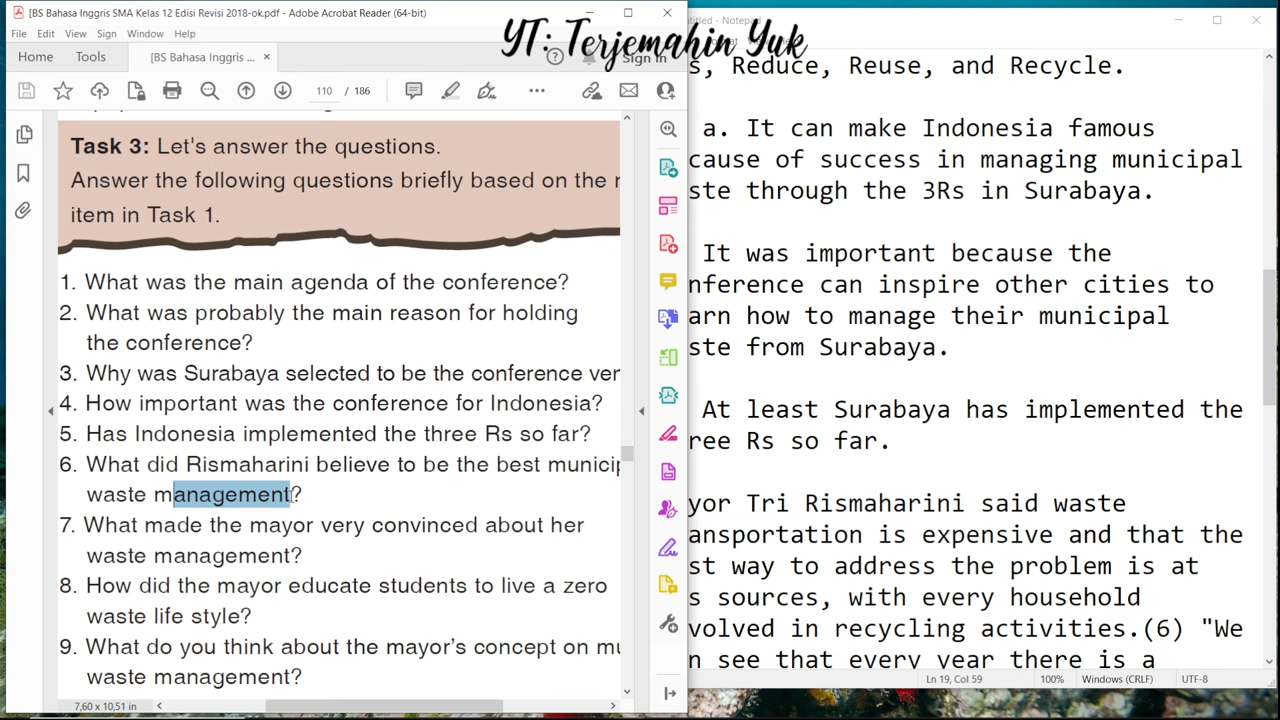 [BS Bahasa Inggris SMA Kelas 12 Edisi Revisi 2018-ok.pdf - Adobe Acrobat Reader (64-bit)
File Edit View Sign Window Help
YT: Terjemahin Yuk
Home Tools [BS Bahasa Inggris ... × Sign In
110 / 186
Task 3: Let's answer the questions.
Answer the following questions briefly based on the
item in Task 1.
1. What was the main agenda of the conference?
2. What was probably the main reason for holding
the conference?
3. Why was Surabaya selected to be the conference ver
4. How important was the conference for Indonesia?
5. Has Indonesia implemented the three Rs so far?
6. What did Rismaharini believe to be the best municip
waste management?
7. What made the mayor very convinced about her
waste management?
8. How did the mayor educate students to live a zero
waste life style?
9. What do you think about the mayor's concept on mu
waste management?
7,60 x 10,51 in
titled - Notepad
s, Reduce, Reuse, and Recycle.
a. It can make Indonesia famous
cause of success in managing municipal
ste through the 3Rs in Surabaya.
It was important because the
nference can inspire other cities to
arn how to manage their municipal
ste from Surabaya.
At least Surabaya has implemented the
ree Rs so far.
yor Tri Rismaharini said waste
ansportation is expensive and that the
st way to address the problem is at
s sources, with every household
volved in recycling activities.(6) "We
n see that every year there is a
Ln 19, Col 59 100% Windows (CRLF) UTF-8